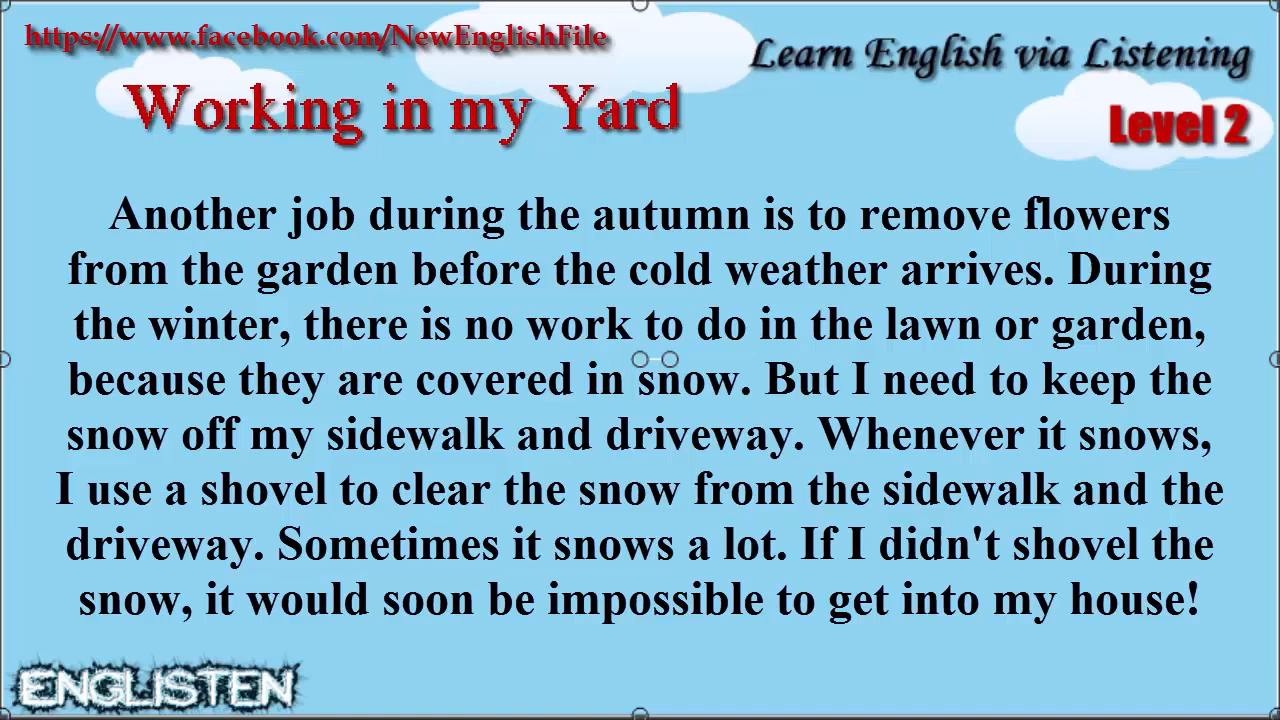 https://www.facebook.com/NewEnglishFile
Learn English via Listening
Working in my Yard
Level 2
Another job during the autumn is to remove flowers
from the garden before the cold weather arrives. During
the winter, there is no work to do in the lawn or garden,
because they are covered in snow. But I need to keep the
snow off my sidewalk and driveway. Whenever it snows,
I use a shovel to clear the snow from the sidewalk and the
driveway. Sometimes it snows a lot. If I didn't shovel the
snow, it would soon be impossible to get into my house!
ENGLISTEN